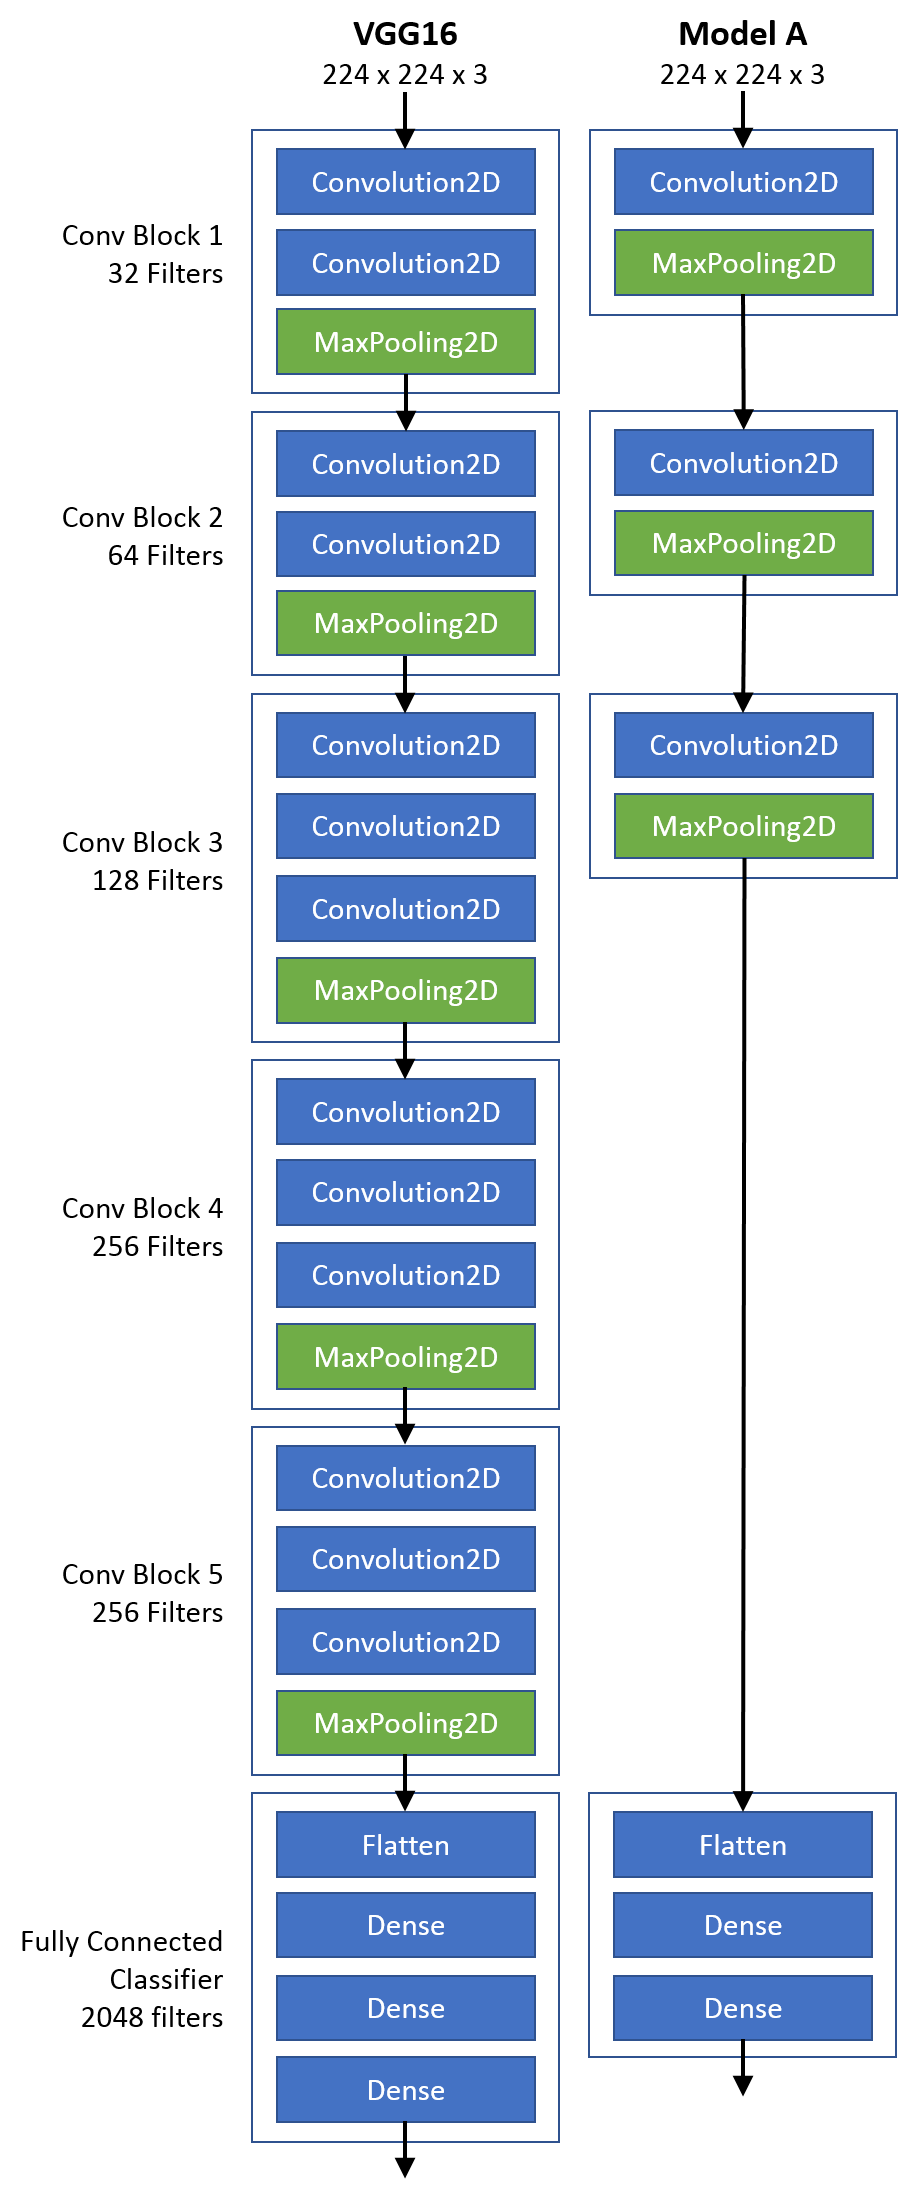 VGG16
224 x 224 x 3
Model A
224 x 224 x 3
Conv Block 1
32 Filters
Convolution2D
Convolution2D
MaxPooling2D
Convolution2D
MaxPooling2D
Conv Block 2
64 Filters
Convolution2D
Convolution2D
MaxPooling2D
Convolution2D
MaxPooling2D
Conv Block 3
128 Filters
Convolution2D
Convolution2D
Convolution2D
MaxPooling2D
Convolution2D
MaxPooling2D
Conv Block 4
256 Filters
Convolution2D
Convolution2D
Convolution2D
MaxPooling2D
Conv Block 5
256 Filters
Convolution2D
Convolution2D
Convolution2D
MaxPooling2D
Fully Connected
Classifier
2048 filters
Flatten
Dense
Dense
Dense
Flatten
Dense
Dense